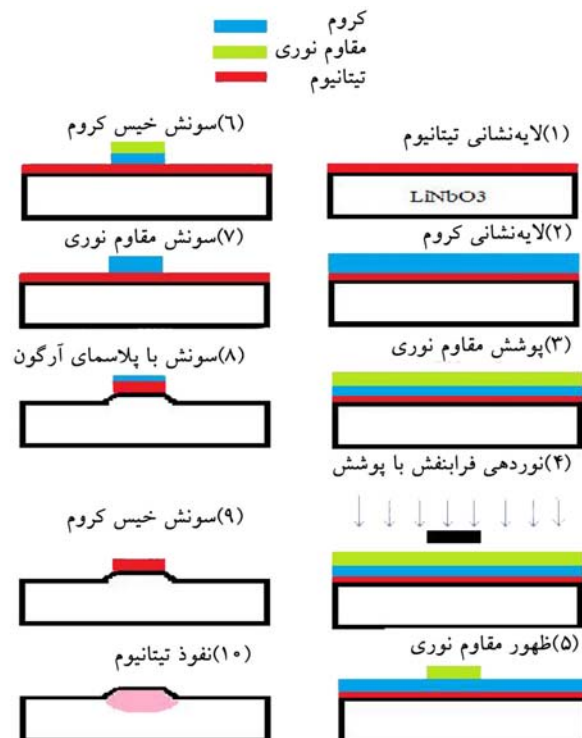 کروم
مقاوم نوری
تیتانیوم
(۱)لایه‌نشانی تیتانیوم
LiNbO3
(۲)لایه‌نشانی کروم
(۳)پوشش مقاوم نوری
(۴)نوردهی فرابنفش با پوشش
(۵)ظهور مقاوم نوری
(۶)سونش خیس کروم
(۷)سونش مقاوم نوری
(۸)سونش با پلاسمای آرگون
(۹)سونش خیس کروم
(۱۰)نفوذ تیتانیوم